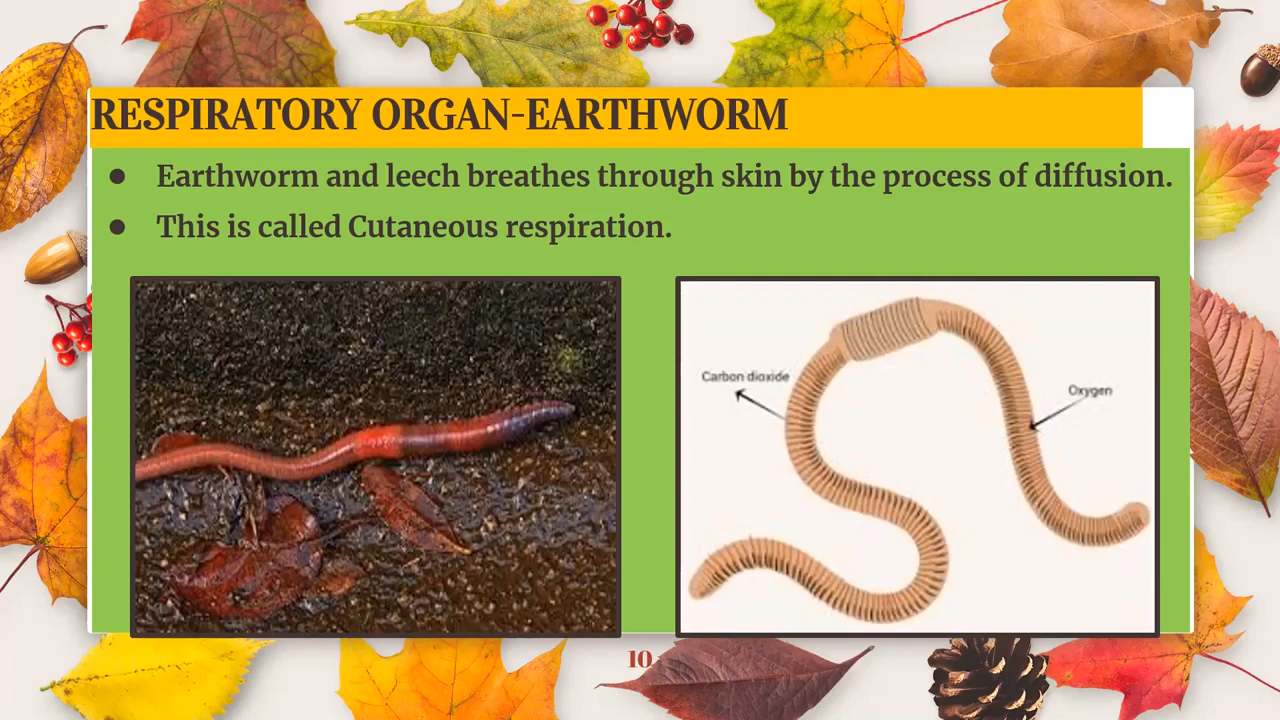 RESPIRATORY ORGAN-EARTHWORM
● Earthworm and leech breathes through skin by the process of diffusion.
● This is called Cutaneous respiration.
Carbon dioxide
Oxygen
10